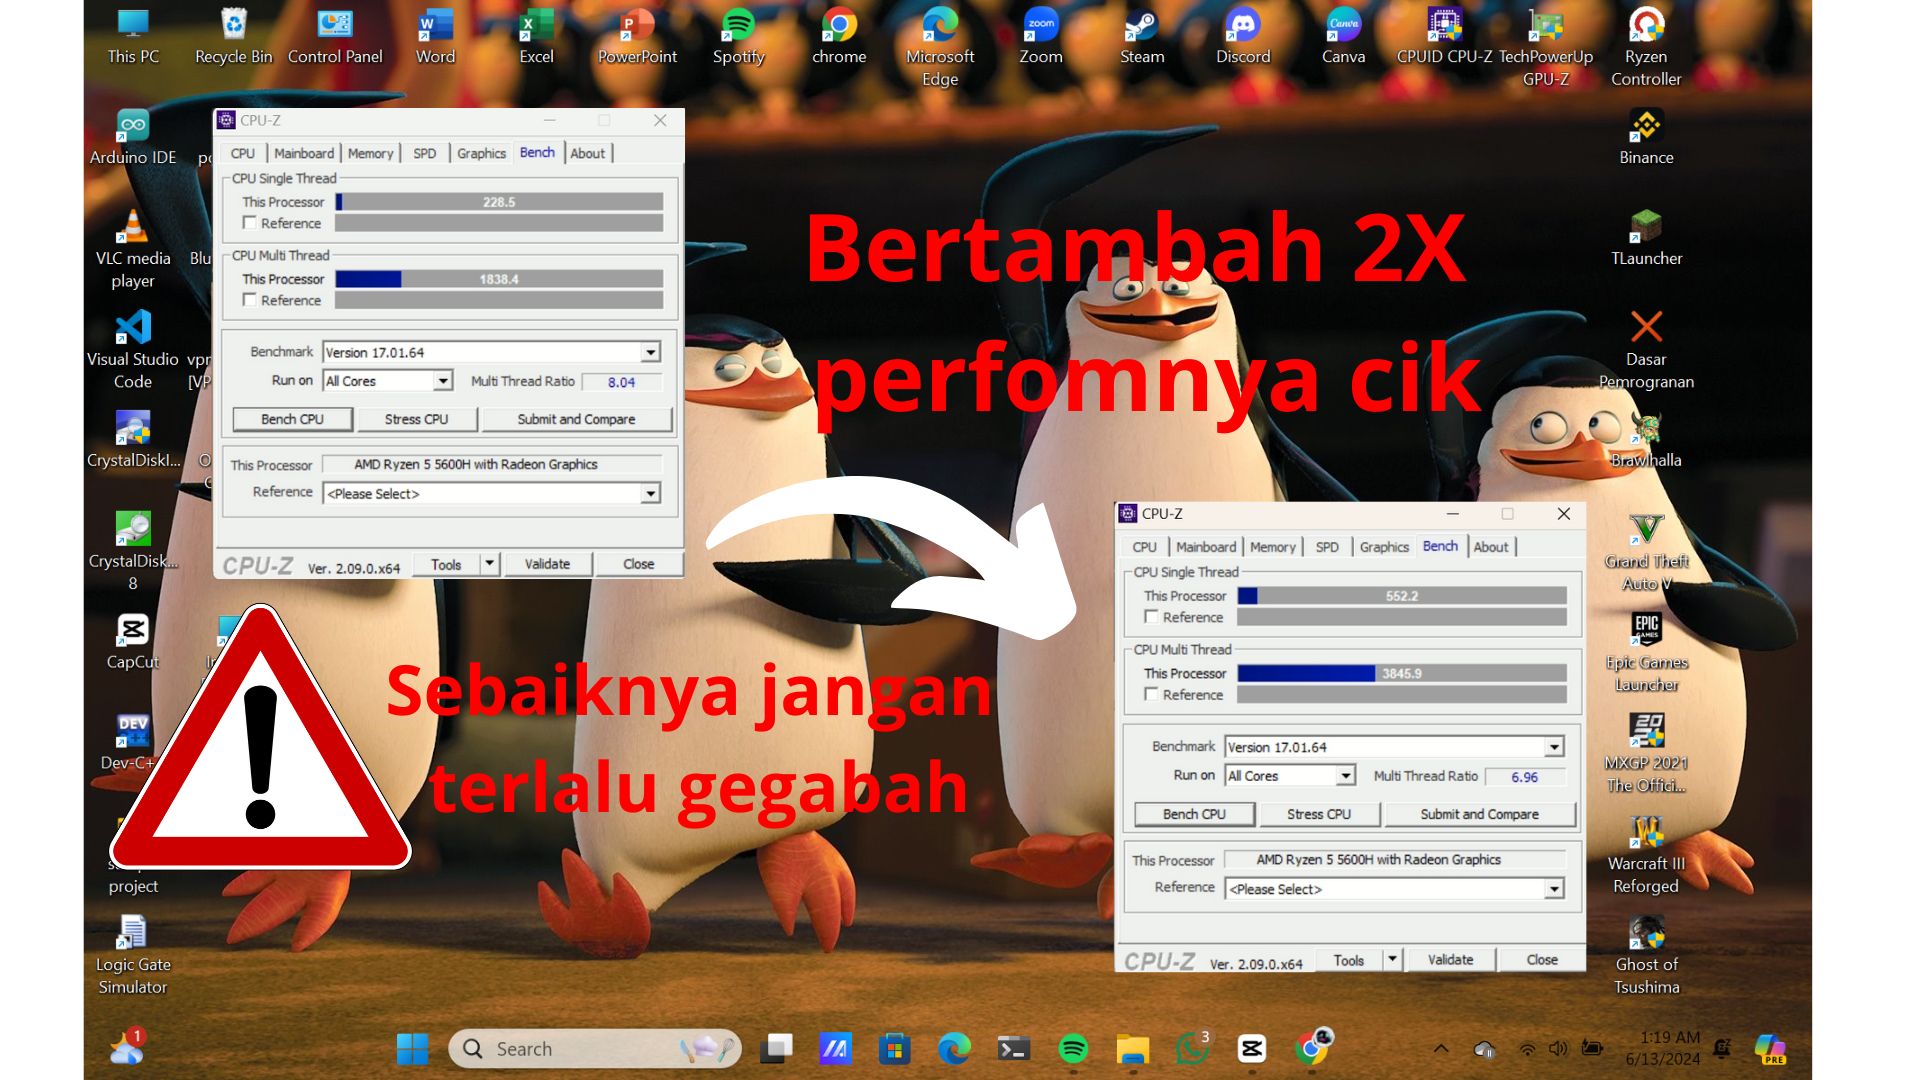 This PC
Recycle Bin
Control Panel
Word
Excel
PowerPoint
Spotify
chrome
Microsoft
Edge
Zoom
Steam
Discord
Canva
CPUID CPU-Z
TechPowerUp
GPU-Z
Ryzen
Controller
Arduino IDE
VLC media
player
Visual Studio
Code
CrystalDiskI...
CrystalDisk...
8
CapCut
DEV
project
Logic Gate
Simulator
CPU-Z
CPU Mainboard Memory SPD Graphics Bench About
CPU Single Thread
This Processor 228.5
Reference
CPU Multi Thread
This Processor 1838.4
Reference
Benchmark Version 17.01.64
Run on All Cores Multi Thread Ratio 8.04
Bench CPU Stress CPU Submit and Compare
This Processor AMD Ryzen 5 5600H with Radeon Graphics
Reference <Please Select>
CPU-Z Ver. 2.09.0.x64 Tools Validate Close
Bertambah 2X
perfomnya cik
Sebaiknya jangan
terlalu gegabah
CPU-Z
CPU Mainboard Memory SPD Graphics Bench About
CPU Single Thread
This Processor 552.2
Reference
CPU Multi Thread
This Processor 3845.9
Reference
Benchmark Version 17.01.64
Run on All Cores Multi Thread Ratio 6.96
Bench CPU Stress CPU Submit and Compare
This Processor AMD Ryzen 5 5600H with Radeon Graphics
Reference <Please Select>
CPU-Z Ver. 2.09.0.x64 Tools Validate Close
Binance
TLauncher
Dasar
Pemrogranan
Brawlhalla
Grand Theft
Auto V
EPIC
GAMES
Epic Games
Launcher
MXGP 2021
The Offici...
Warcraft III
Reforged
Ghost of
Tsushima
1
Search
3
1:19 AM
6/13/2024
PRE